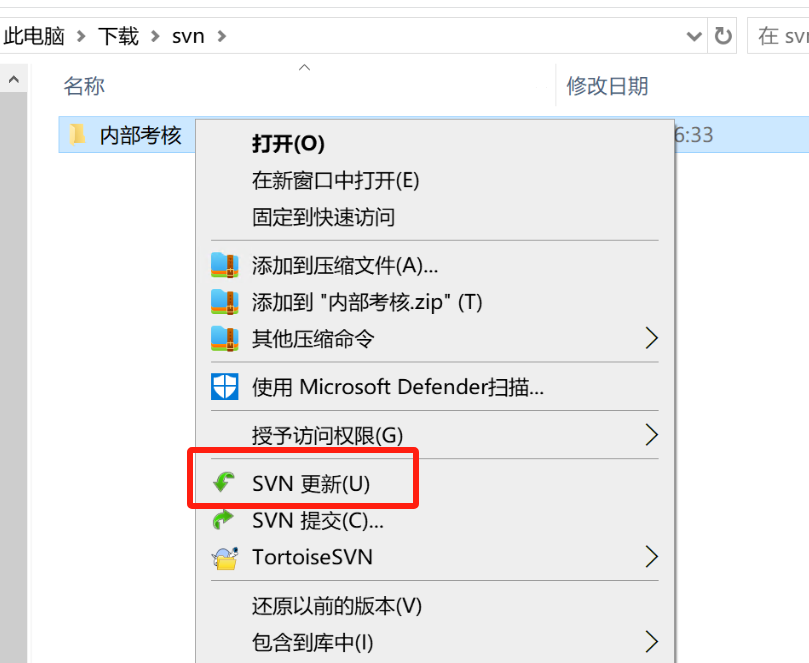 此电脑 > 下载 > svn >
在 svn
名称
修改日期
内部考核
6:33
打开(O)
在新窗口中打开(E)
固定到快速访问
添加到压缩文件(A)...
添加到 "内部考核.zip" (T)
其他压缩命令
使用 Microsoft Defender扫描...
授予访问权限(G)
SVN 更新(U)
SVN 提交(C)...
TortoiseSVN
还原以前的版本(V)
包含到库中(I)